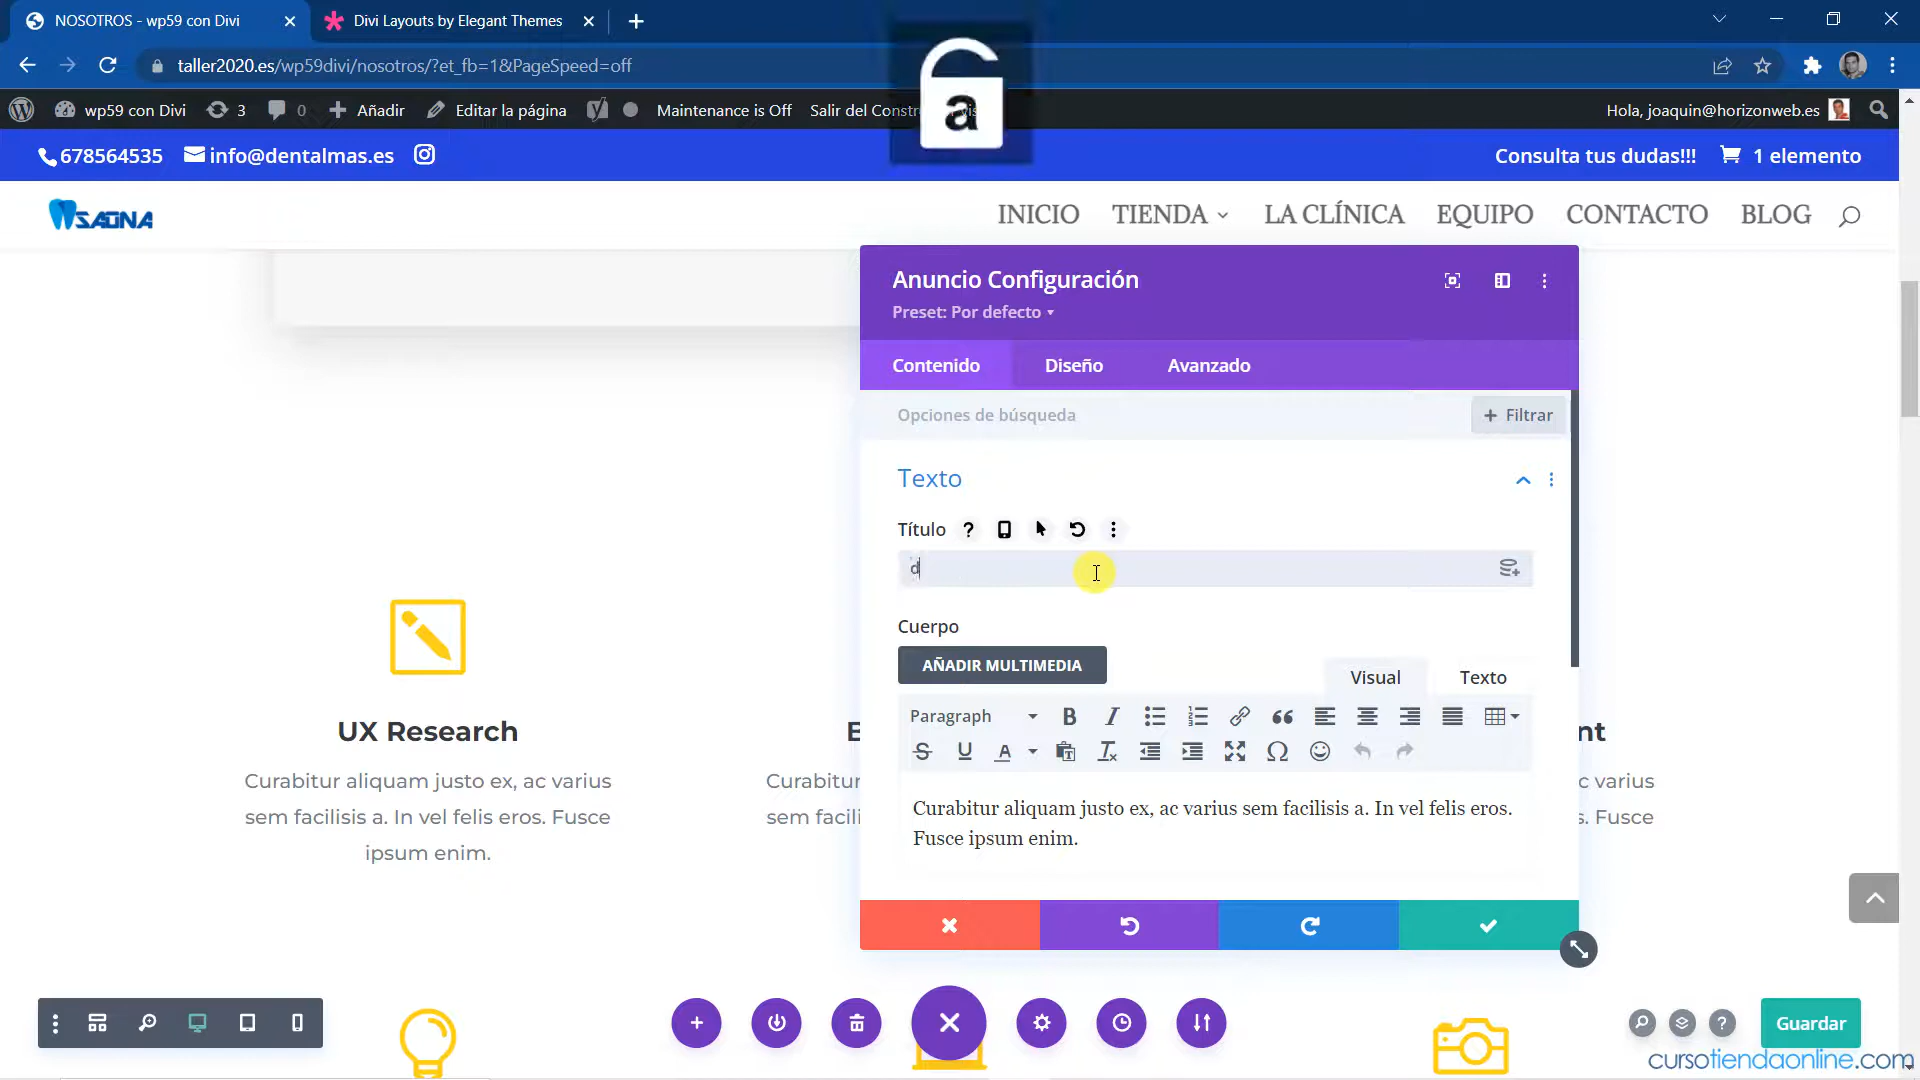 NOSOTROS - wp59 con Divi
Divi Layouts by Elegant Themes
taller2020.es/wp59divi/nosotros/?et_fb=1&PageSpeed=off
a
wp59 con Divi
3
0
Añadir
Editar la página
Maintenance is Off
Salir del Constr
Hola, joaquin@horizonweb.es
678564535
info@dentalmas.es
Consulta tus dudas!!!
1 elemento
SAONA
INICIO
TIENDA
LA CLÍNICA
EQUIPO
CONTACTO
BLOG
Anuncio Configuración
Preset: Por defecto
Contenido
Diseño
Avanzado
Opciones de búsqueda
+ Filtrar
Texto
Título
d
Cuerpo
AÑADIR MULTIMEDIA
Visual
Texto
Paragraph
Curabitur aliquam justo ex, ac varius sem facilisis a. In vel felis eros.
Fusce ipsum enim.
UX Research
Curabitur aliquam justo ex, ac varius
sem facilisis a. In vel felis eros. Fusce
ipsum enim.
E
Curabitur
sem facili
nt
c varius
s. Fusce
Guardar
cursotiendaonline.com